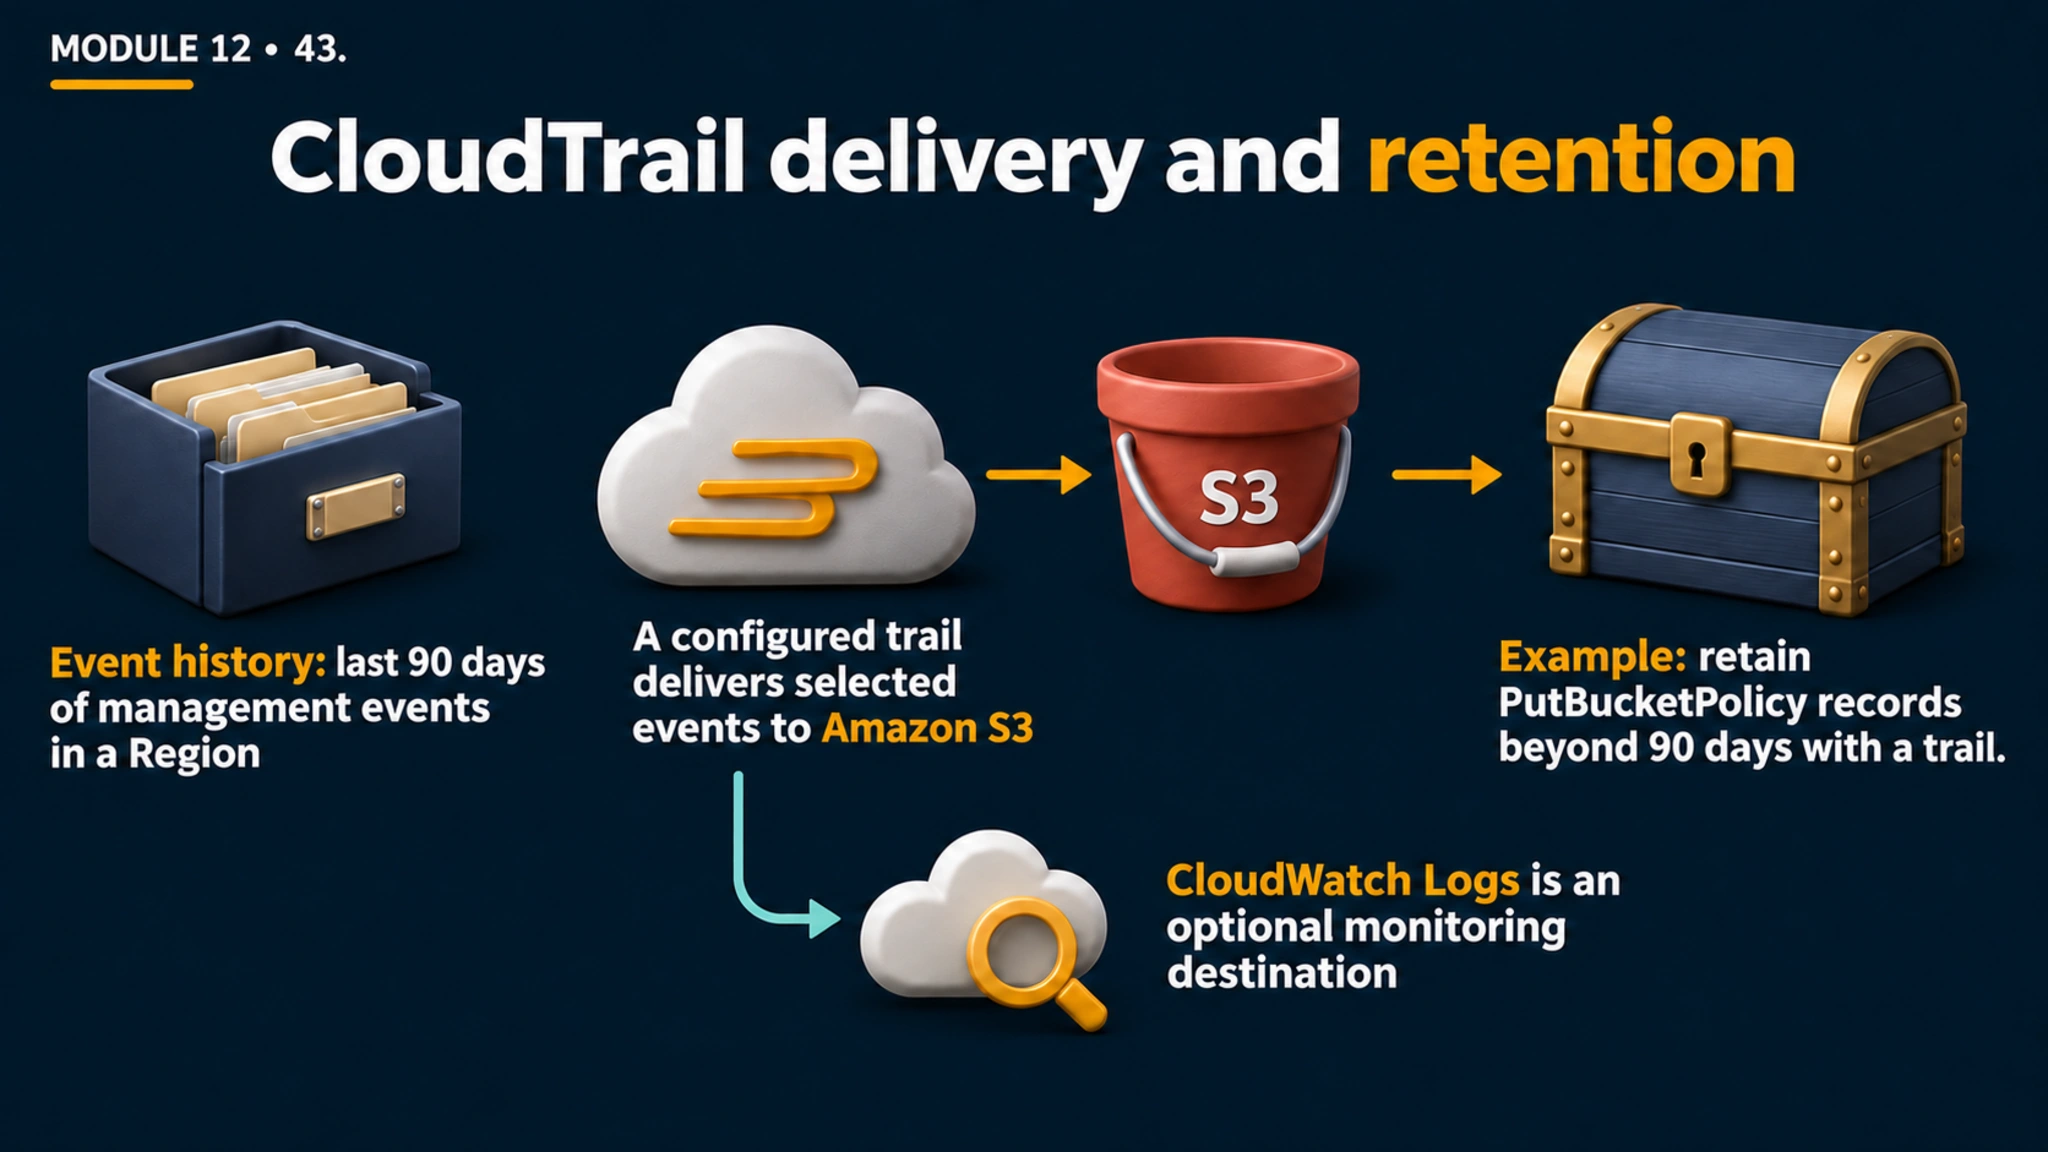 MODULE 12 • 43.
CloudTrail delivery and retention
S3
Event history: last 90 days
of management events
in a Region
A configured trail
delivers selected
events to Amazon S3
Example: retain
PutBucketPolicy records
beyond 90 days with a trail.
CloudWatch Logs is an
optional monitoring
destination